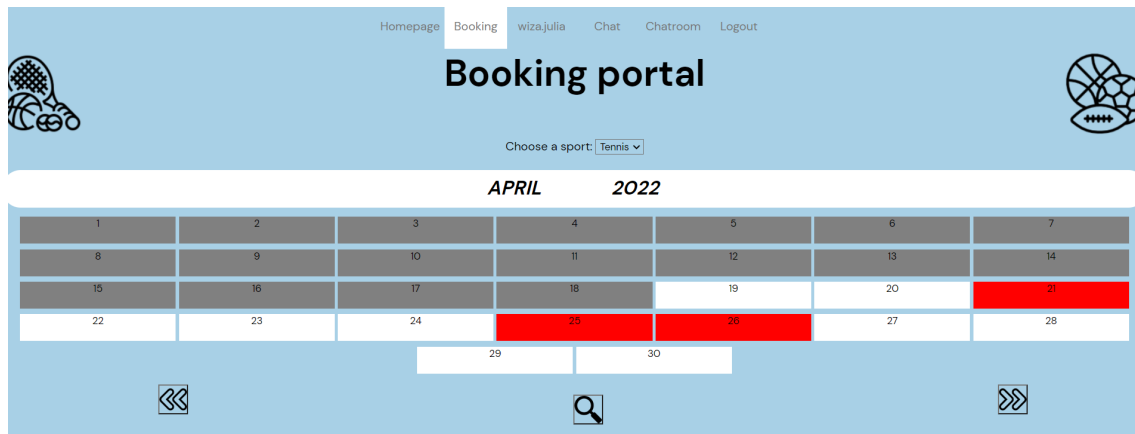 Homepage Booking wiza.julia Chat Chatroom Logout
Booking portal
Choose a sport: Tennis
APRIL 2022
1 2 3 4 5 6 7
8 9 10 11 12 13 14
15 16 17 18 19 20 21
22 23 24 25 26 27 28
29 30